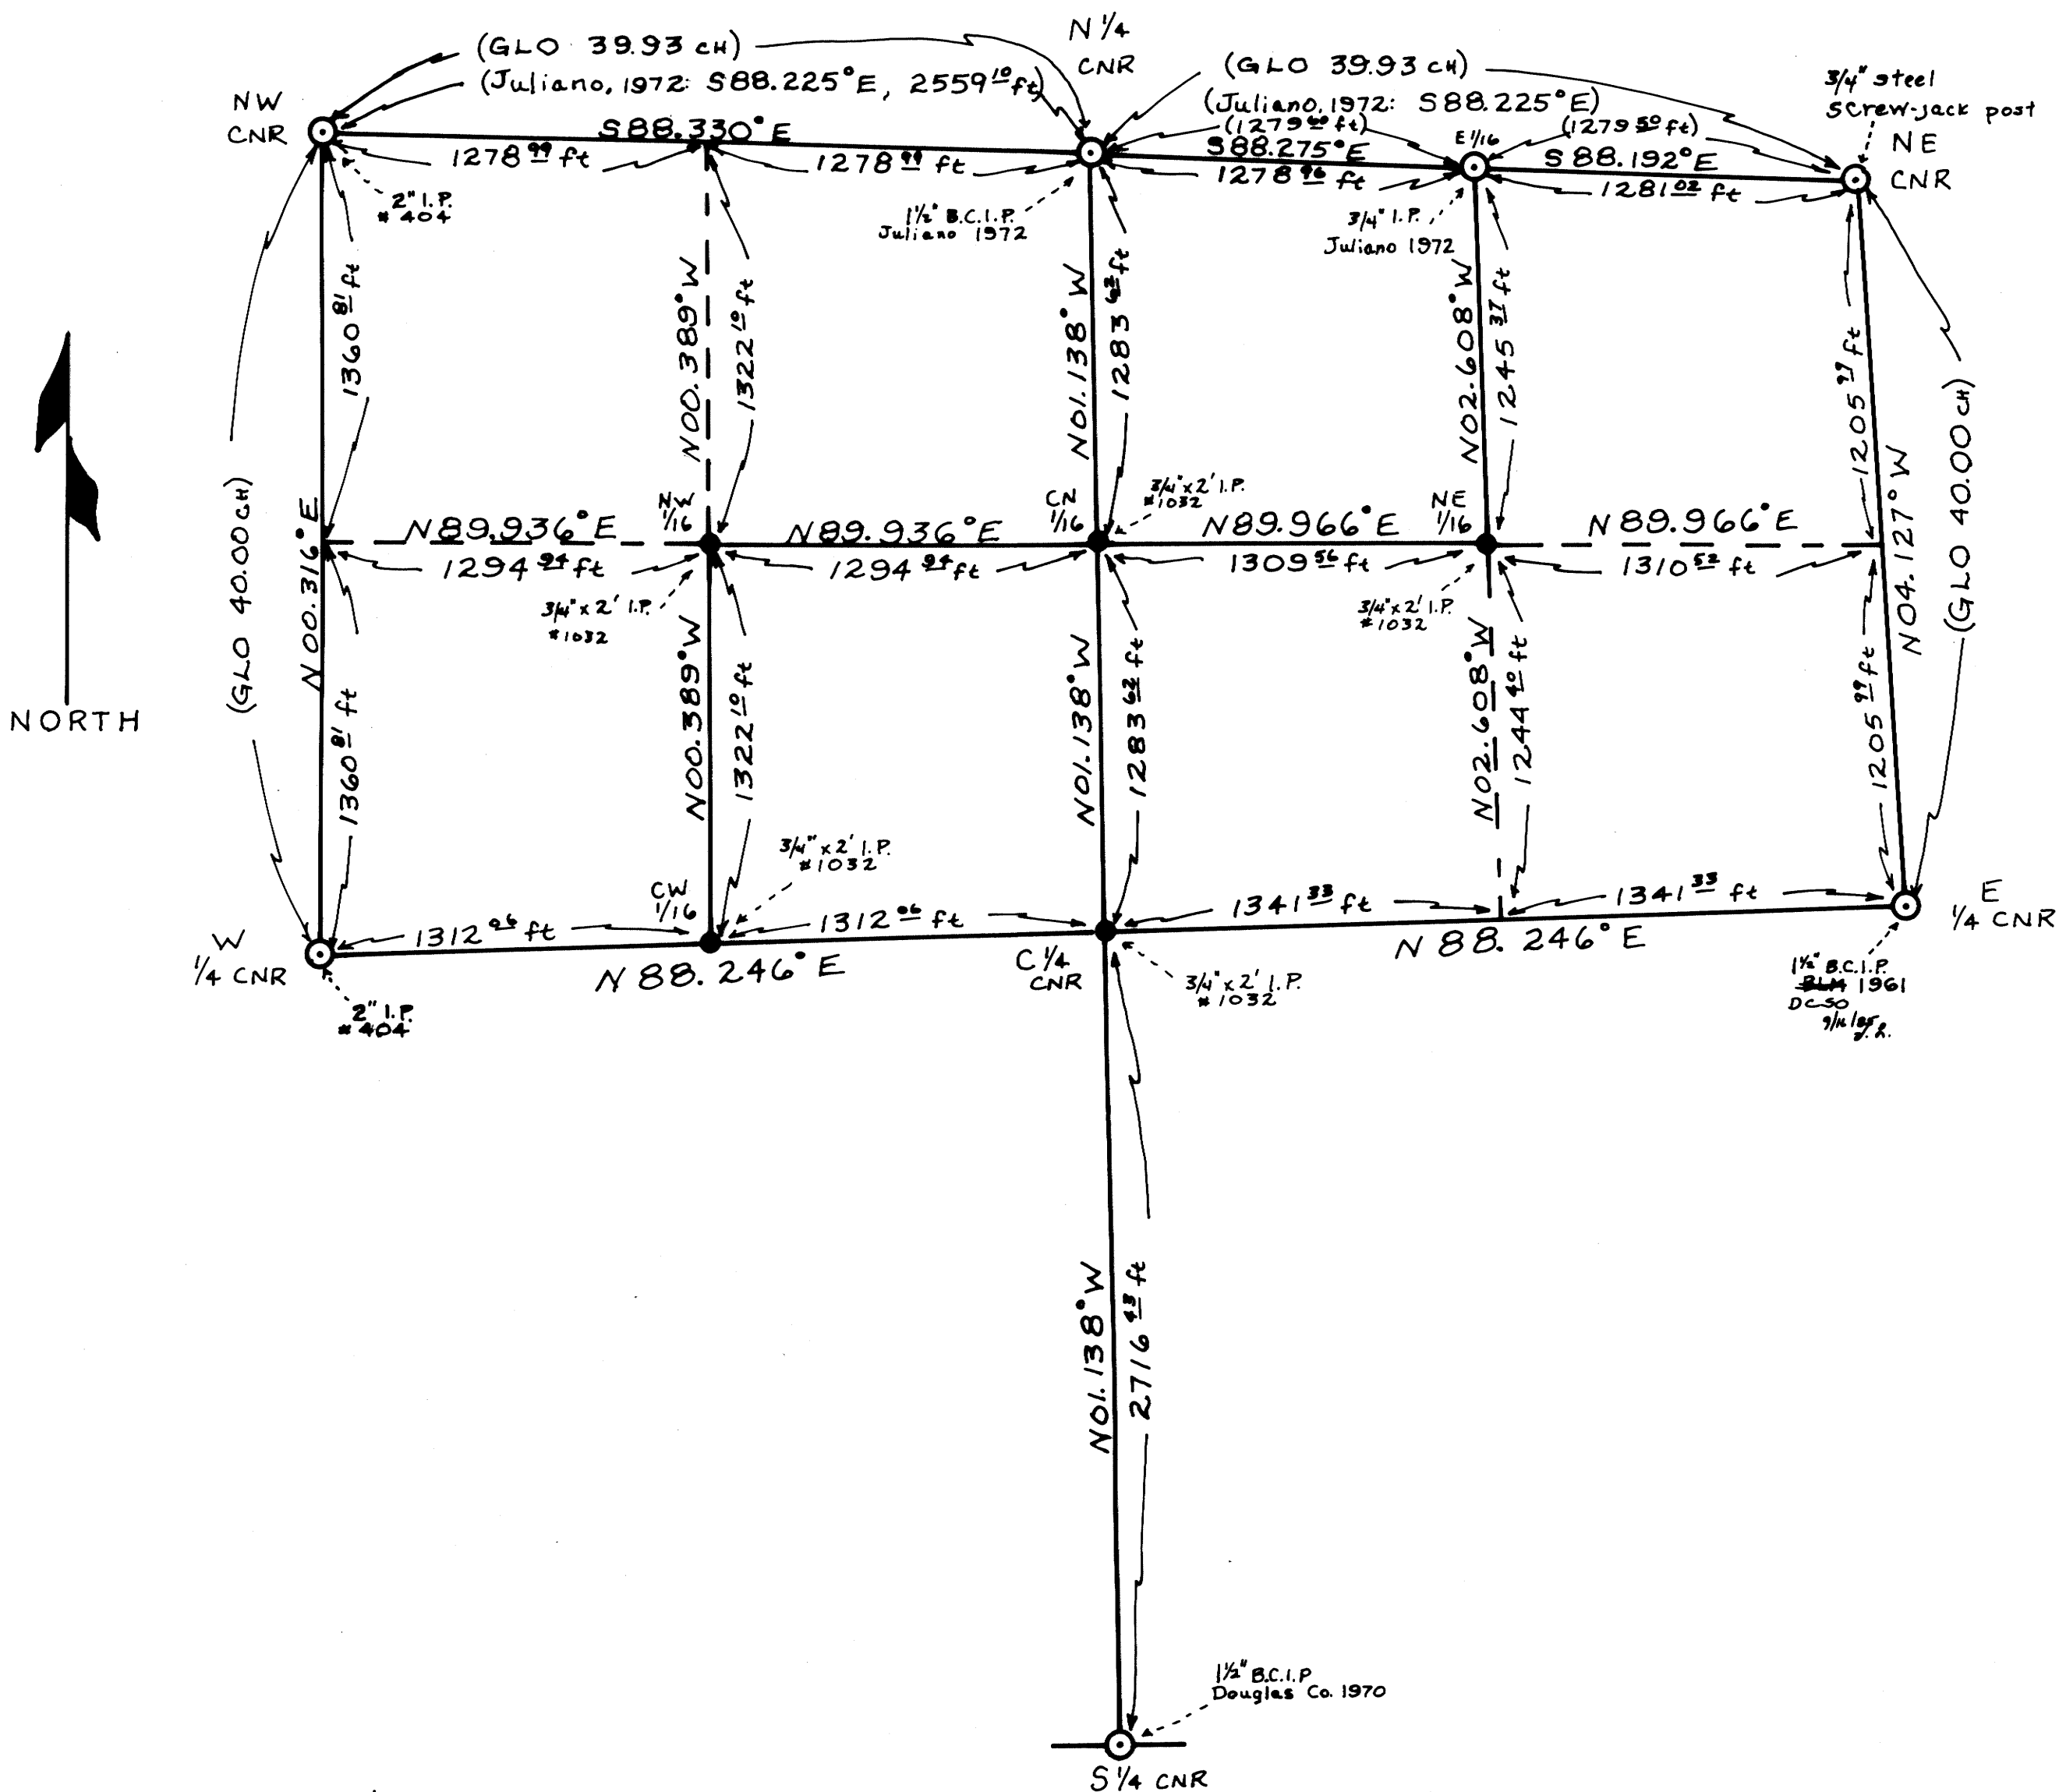 N 1/4
CNR
(GLO 39.93 CH)
(Juliano, 1972: S88.225°E, 2559 10 ft)
(GLO 39.93 CH)
(Juliano, 1972: S88.225°E)
(1279 60 ft)
(1279 50 ft)
3/4" steel
screw-jack post
NW
CNR
S88.330°E
S88.275°E
E 1/16
S88.192°E
NE
CNR
1278 99 ft
1278 99 ft
1278 96 ft
1281 02 ft
2" I.P.
# 404
1 1/2" B.C.I.P.
Juliano 1972
3/4" I.P.
Juliano 1972
1360 81 ft
N00.389°W
1322 10 ft
N01.138°W
1283 62 ft
N02.608°W
1245 37 ft
1205 99 ft
(GLO 40.00 CH)
N00.316°E
N04.127°W
(GLO 40.00 CH)
NORTH
N89.936°E
NW
1/16
N89.936°E
CN
1/16
3/4" x 2' I.P.
#1032
N89.966°E
NE
1/16
N89.966°E
1294 94 ft
1294 94 ft
1309 56 ft
1310 52 ft
3/4" x 2' I.P.
#1032
3/4" x 2' I.P.
#1032
1360 81 ft
N00.389°W
1322 10 ft
N01.138°W
1283 62 ft
N02.608°W
1244 40 ft
1205 99 ft
3/4" x 2' I.P.
#1032
CW
1/16
W
1/4 CNR
1312 06 ft
1312 06 ft
1341 33 ft
1341 33 ft
E
1/4 CNR
N 88.246°E
C 1/4
CNR
N 88.246°E
2" I.P.
# 404
3/4" x 2' I.P.
#1032
1 1/2" B.C.I.P.
BLM 1961
DCSO
N01.138°W
2716 43 ft
1 1/2" B.C.I.P
Douglas Co. 1970
S 1/4 CNR